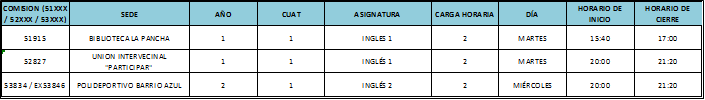 COMISION (51XXX / 52XXX / 53XXX) SEDE AÑO CUAT ASIGNATURA CARGA HORARIA DÍA HORARIO DE INICIO HORARIO DE CIERRE
51915 BIBLIOTECA LA PANCHA 1 1 INGLES 1 2 MARTES 15:40 17:00
52827 UNION INTERVECINAL "PARTICIPAR" 1 1 INGLÉS 1 2 MARTES 20:00 21:20
53834 / EX53846 POLIDEPORTIVO BARRIO AZUL 2 1 INGLÉS 2 2 MIÉRCOLES 20:00 21:20